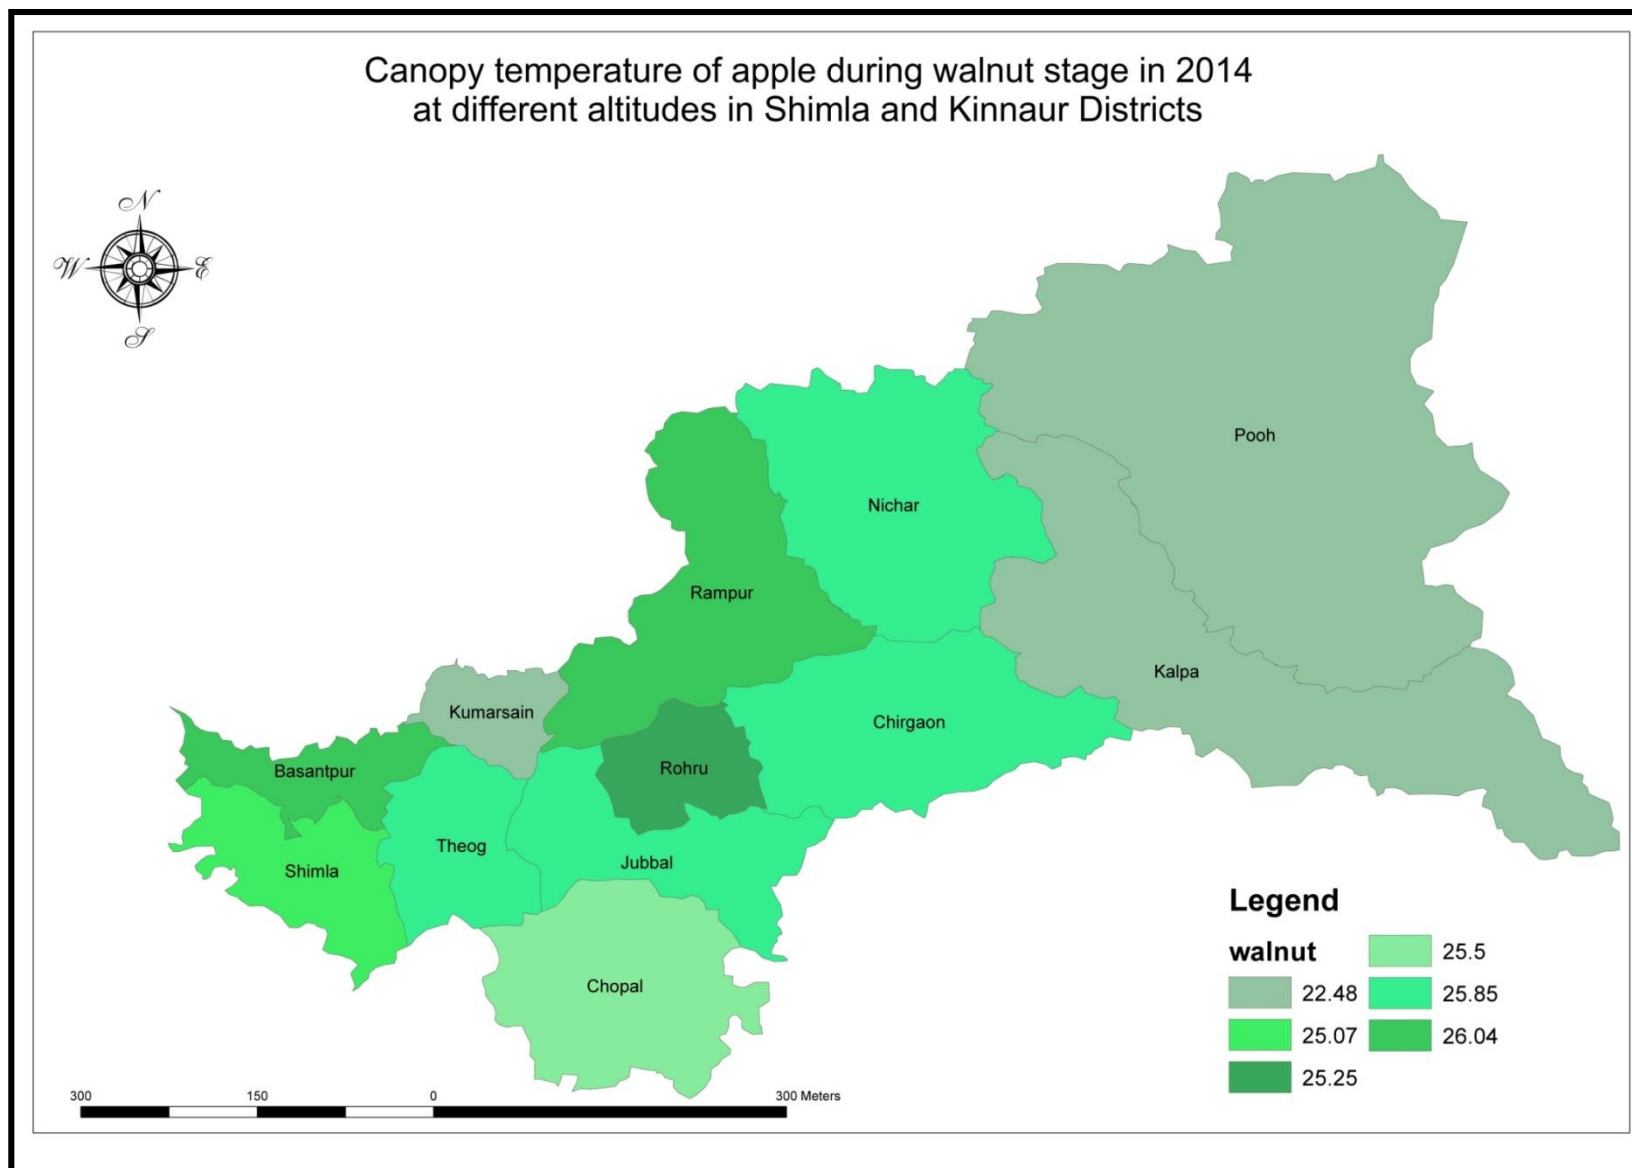 Canopy temperature of apple during walnut stage in 2014
at different altitudes in Shimla and Kinnaur Districts
N
W
E
S
Pooh
Nichar
Rampur
Kalpa
Kumarsain
Chirgaon
Basantpur
Rohru
Theog
Jubbal
Shimla
Chopal
Legend
walnut
22.48
25.07
25.25
25.5
25.85
26.04
300 150 0 300 Meters